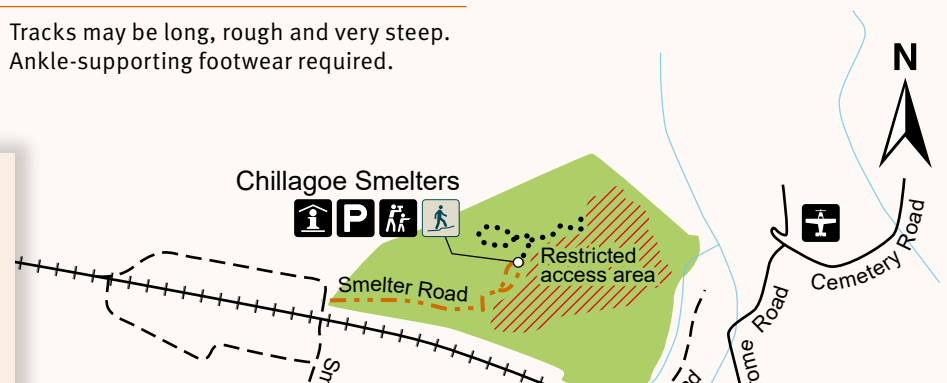 Tracks may be long, rough and very steep.
Ankle-supporting footwear required.
N
Chillagoe Smelters
P
Restricted
access area
Smelter Road
Cemetery Road
Road